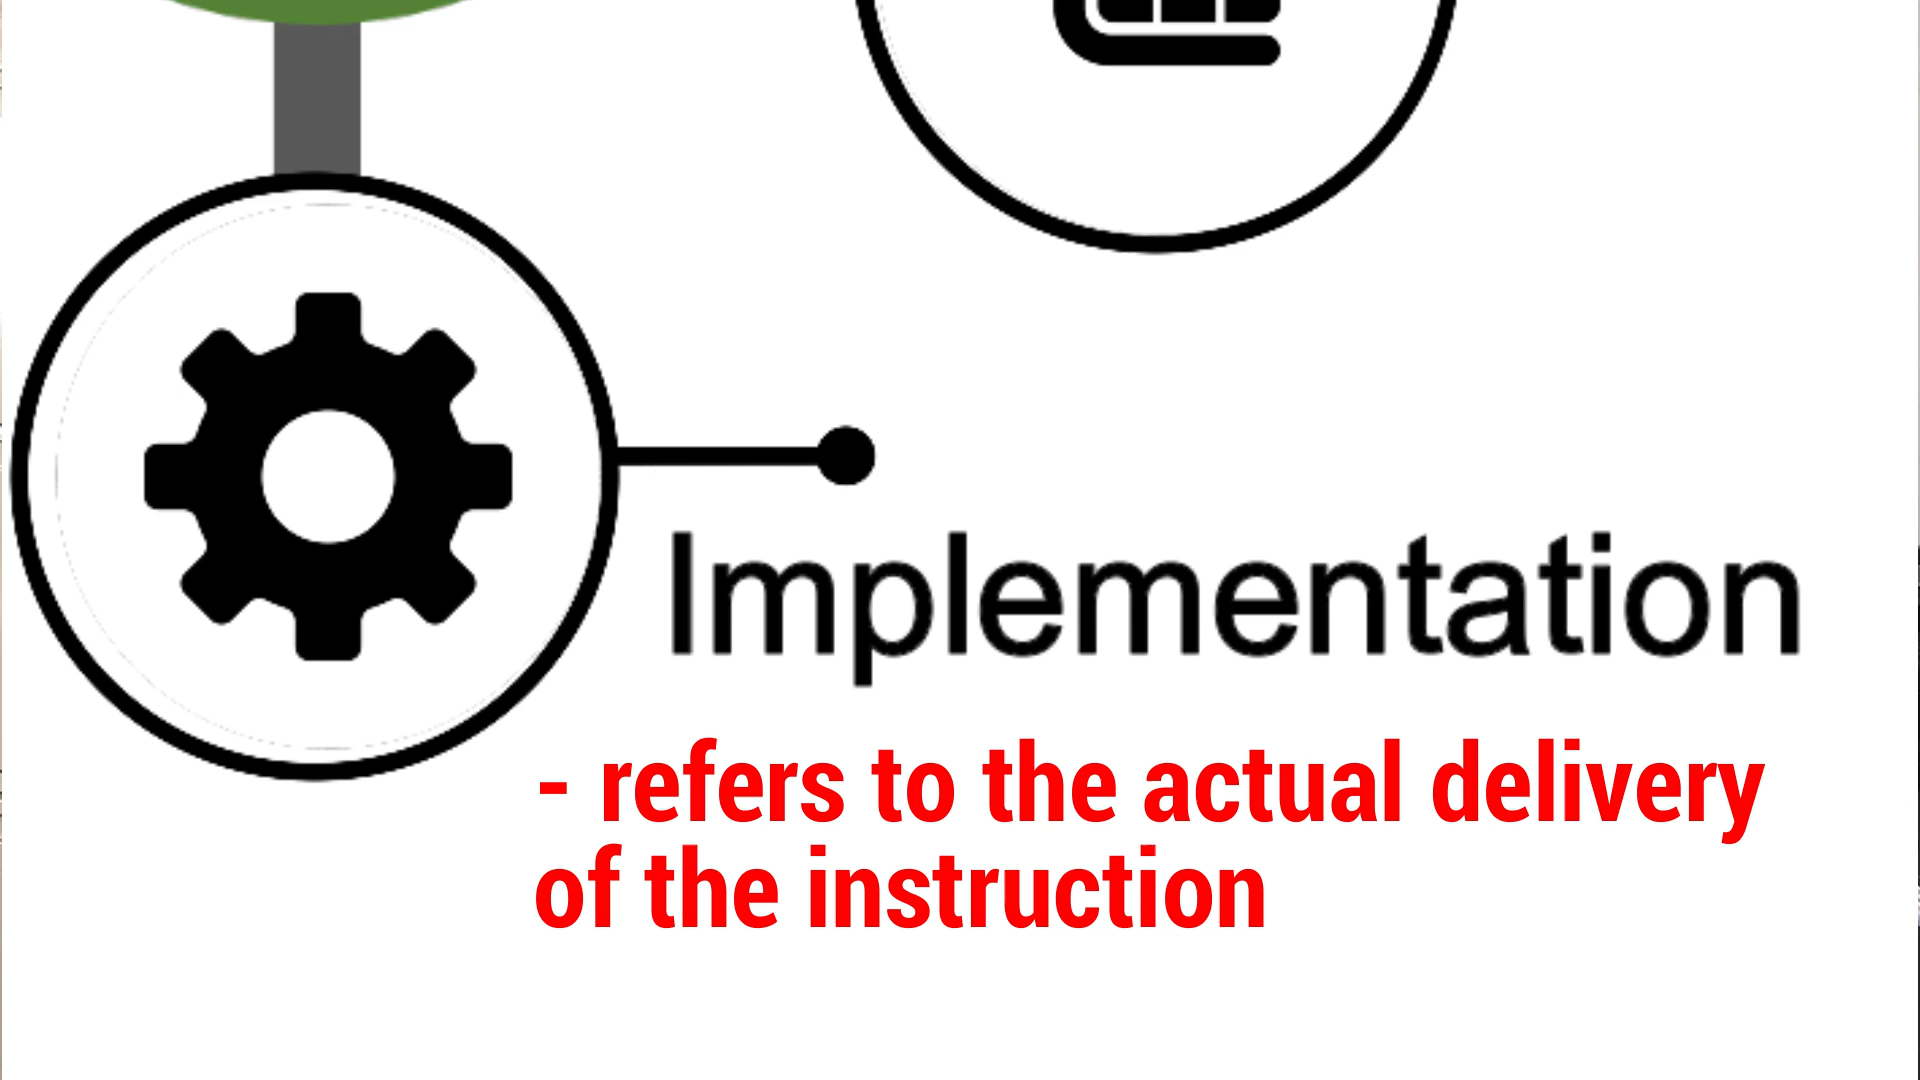 Implementation
- refers to the actual delivery
of the instruction